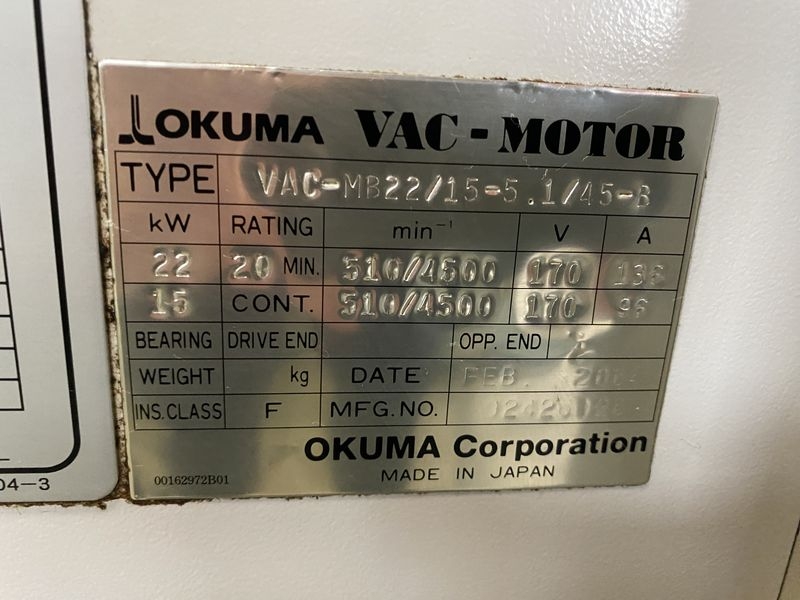 OKUMA VAC-MOTOR
TYPE VAC-MB22/15-5.1/45-B
kW RATING min⁻¹ V A
22 20 MIN. 510/4500 170
15 CONT. 510/4500 170 96
BEARING DRIVE END OPP. END
WEIGHT kg DATE FEB.
INS.CLASS F MFG.NO.
OKUMA Corporation
00162972B01 MADE IN JAPAN
04-3